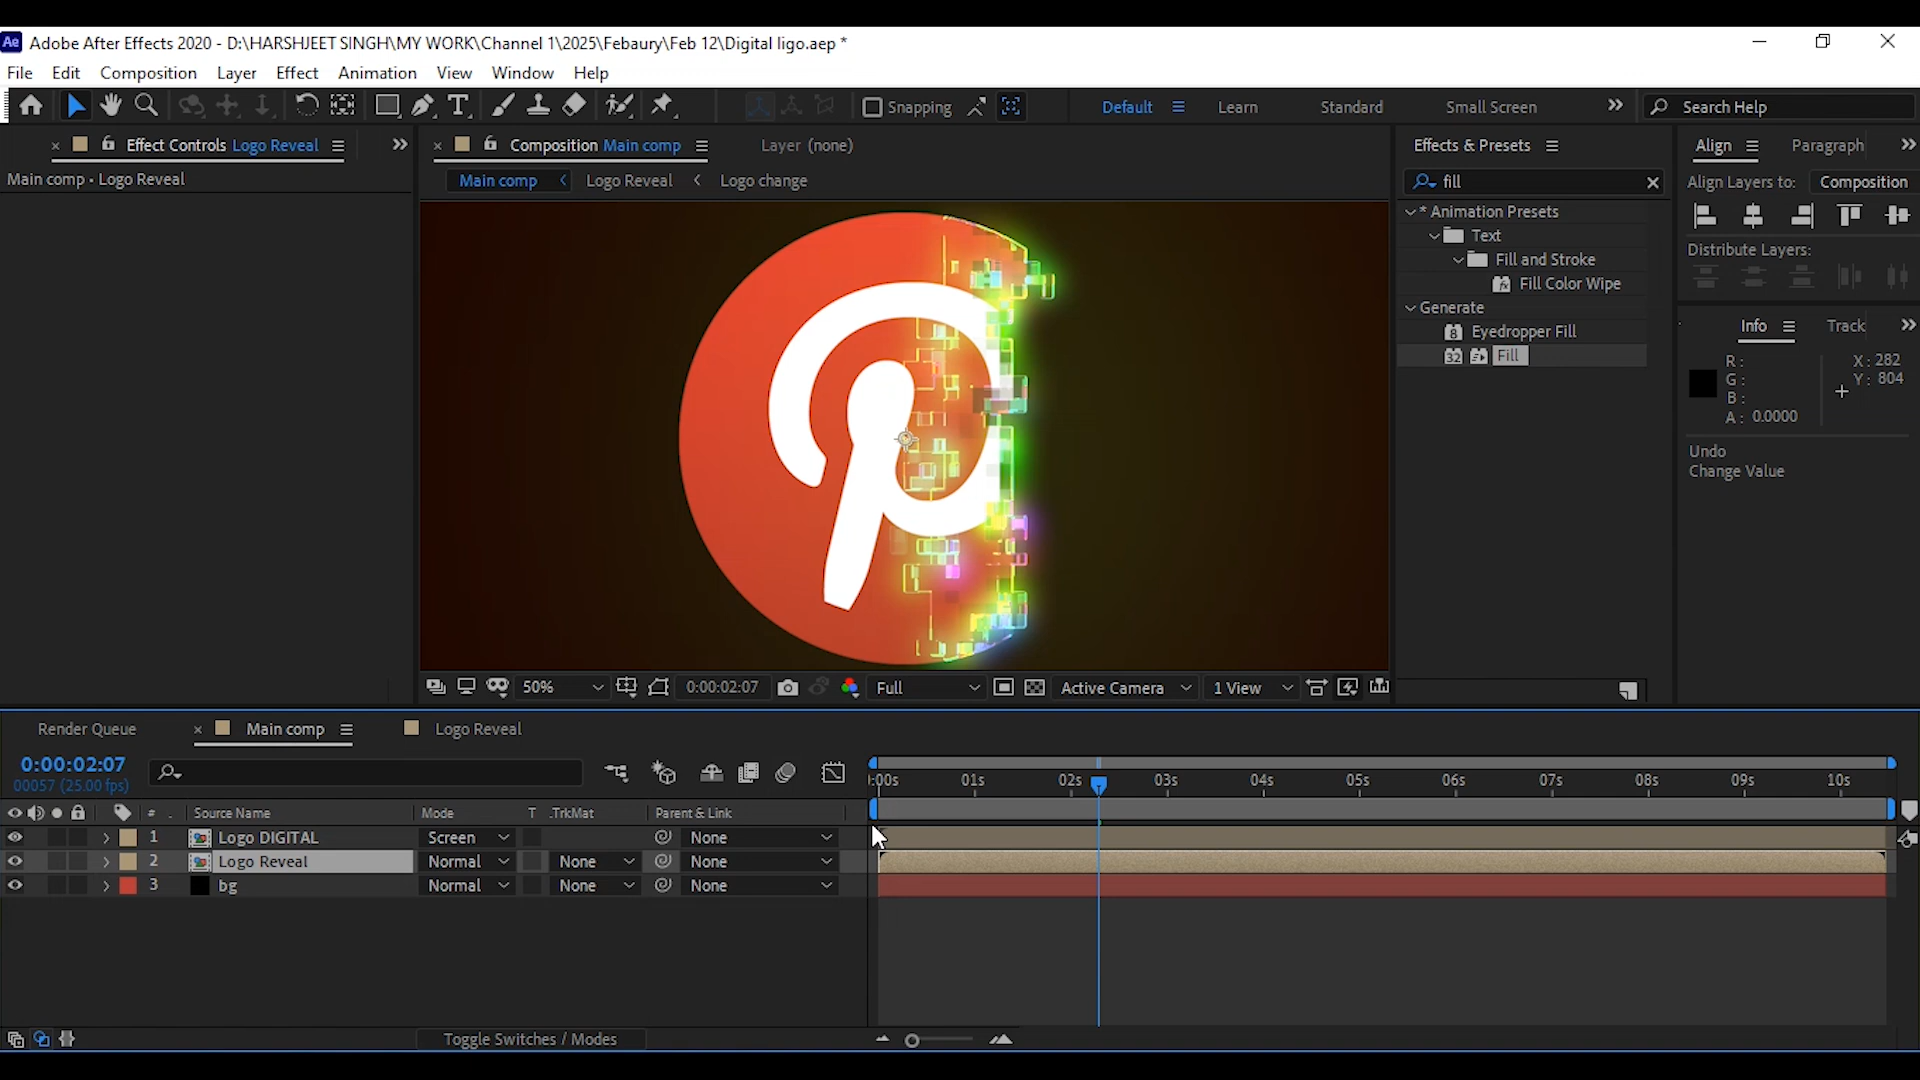 Ae Adobe After Effects 2020 - D:\HARSHJEET SINGH\MY WORK\Channel 1\2025\Febaury\Feb 12\Digital ligo.aep *
File Edit Composition Layer Effect Animation View Window Help
Snapping Default Learn Standard Small Screen Search Help
Effect Controls Logo Reveal
Main comp • Logo Reveal
Composition Main comp Layer (none)
Main comp Logo Reveal Logo change
Effects & Presets
fill
* Animation Presets
Text
Fill and Stroke
Fill Color Wipe
Generate
8 Eyedropper Fill
32 Fill
Align Paragraph
Align Layers to: Composition
Distribute Layers:
Info Track
R: X: 282
G: Y: 804
B:
A: 0.0000
Undo
Change Value
50% 0:00:02:07 Full Active Camera 1 View
Render Queue Main comp Logo Reveal
0:00:02:07
00057 (25.00 fps)
:00s 01s 02s 03s 04s 05s 06s 07s 08s 09s 10s
# Source Name Mode T .TrkMat Parent & Link
1 Logo DIGITAL Screen None
2 Logo Reveal Normal None None
3 bg Normal None None
Toggle Switches / Modes